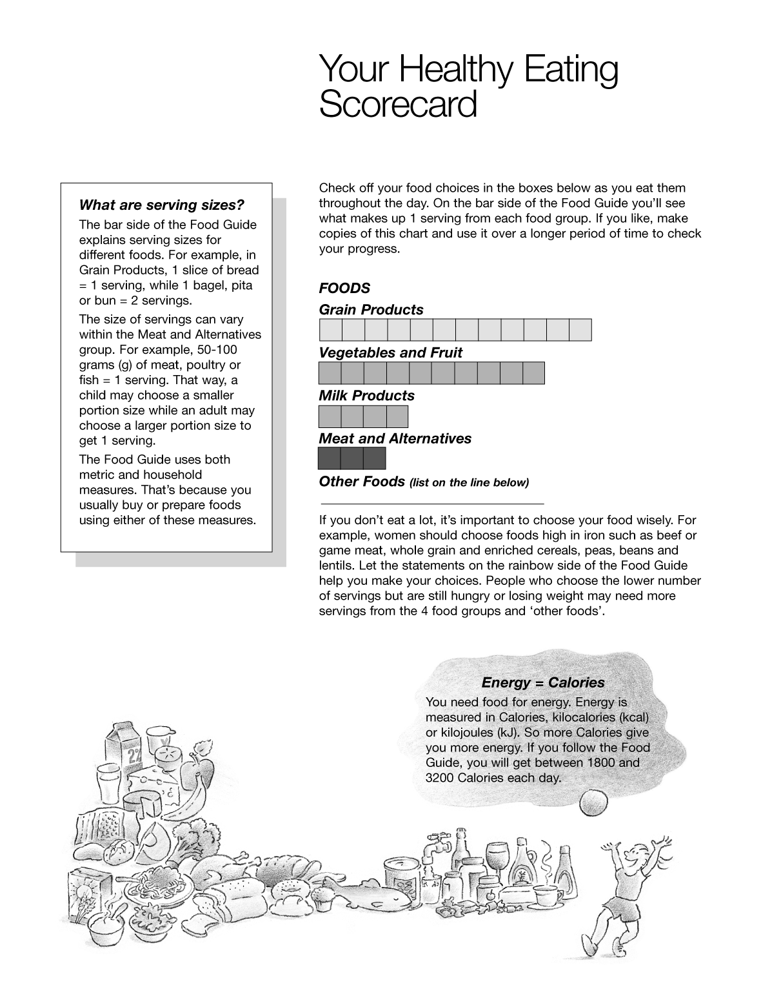 Your Healthy Eating
Scorecard
What are serving sizes?
The bar side of the Food Guide
explains serving sizes for
different foods. For example, in
Grain Products, 1 slice of bread
= 1 serving, while 1 bagel, pita
or bun = 2 servings.
The size of servings can vary
within the Meat and Alternatives
group. For example, 50-100
grams (g) of meat, poultry or
fish = 1 serving. That way, a
child may choose a smaller
portion size while an adult may
choose a larger portion size to
get 1 serving.
The Food Guide uses both
metric and household
measures. That’s because you
usually buy or prepare foods
using either of these measures.
Check off your food choices in the boxes below as you eat them
throughout the day. On the bar side of the Food Guide you’ll see
what makes up 1 serving from each food group. If you like, make
copies of this chart and use it over a longer period of time to check
your progress.
FOODS
Grain Products
Vegetables and Fruit
Milk Products
Meat and Alternatives
Other Foods (list on the line below)
If you don’t eat a lot, it’s important to choose your food wisely. For
example, women should choose foods high in iron such as beef or
game meat, whole grain and enriched cereals, peas, beans and
lentils. Let the statements on the rainbow side of the Food Guide
help you make your choices. People who choose the lower number
of servings but are still hungry or losing weight may need more
servings from the 4 food groups and ‘other foods’.
Energy = Calories
You need food for energy. Energy is
measured in Calories, kilocalories (kcal)
or kilojoules (kJ). So more Calories give
you more energy. If you follow the Food
Guide, you will get between 1800 and
3200 Calories each day.
2%